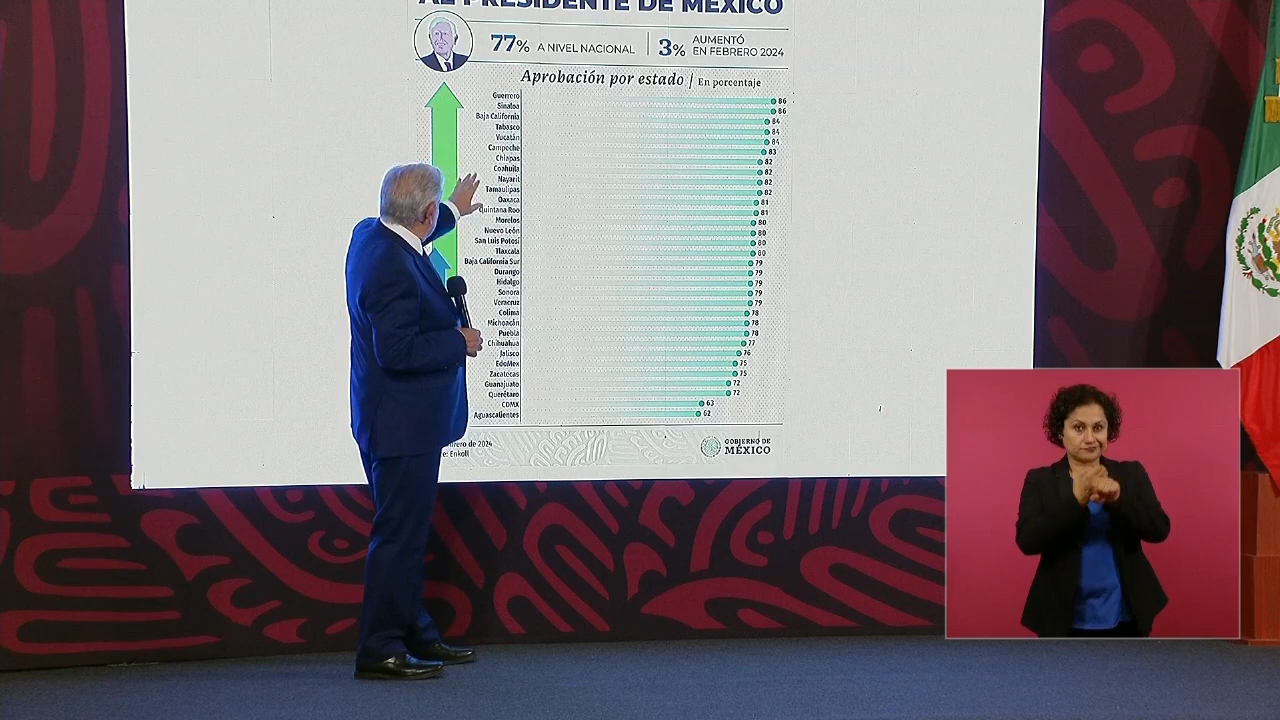 AL PRESIDENTE DE MÉXICO
77% A NIVEL NACIONAL
3% AUMENTÓ
EN FEBRERO 2024
Aprobación por estado / En porcentaje
Guerrero 86
Sinaloa 86
Baja California 84
Tabasco 84
Yucatán 84
Campeche 83
Chiapas 82
Coahuila 82
Nayarit 82
Tamaulipas 82
Oaxaca 81
Quintana Roo 81
Morelos 80
Nuevo León 80
San Luis Potosí 80
Tlaxcala 80
Baja California Sur 79
Durango 79
Hidalgo 79
Sonora 79
Veracruz 79
Colima 78
Michoacán 78
Puebla 78
Chihuahua 77
Jalisco 76
EdoMex 75
Zacatecas 75
Guanajuato 72
Querétaro 72
CDMX 63
Aguascalientes 62
de 2024
Enkoll
GOBIERNO DE
MÉXICO